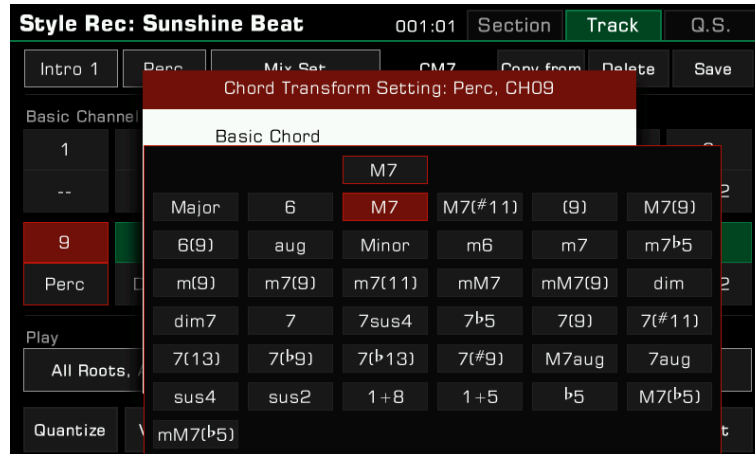 Style Rec: Sunshine Beat 001:01 Section Track Q.S.
Intro 1 Perc Mix Set CM7 Copy from Delete Save
Chord Transform Setting: Perc, CH09
Basic Channel
Basic Chord
1
M7
--
Major 6 M7 M7(#11) (9) M7(9)
9 6(9) aug Minor m6 m7 m7♭5
Perc m(9) m7(9) m7(11) mM7 mM7(9) dim
dim7 7 7sus4 7♭5 7(9) 7(#11)
Play
All Roots, 7(13) 7(♭9) 7(♭13) 7(#9) M7aug 7aug
sus4 sus2 1+8 1+5 ♭5 M7(♭5)
Quantize mM7(♭5)